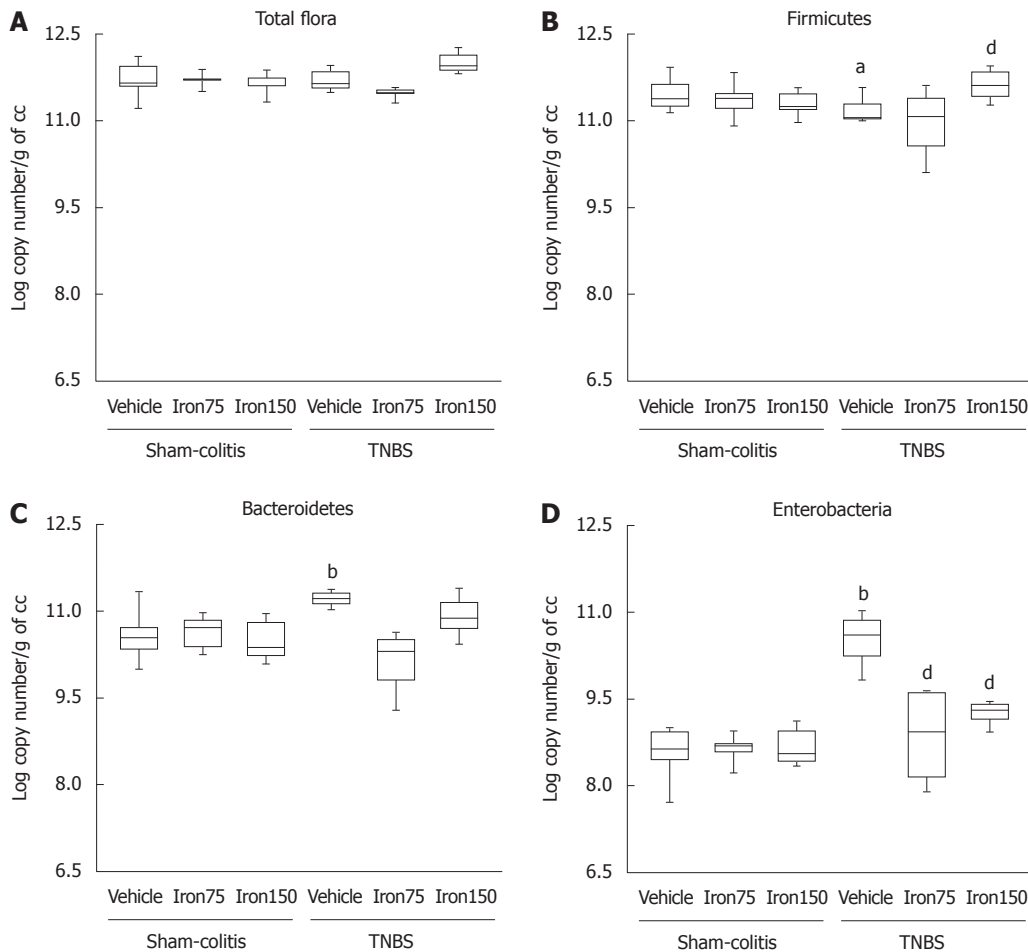 A
Total flora
Log copy number/g of cc
12.5
11.0
9.5
8.0
6.5
Vehicle Iron75 Iron150 Vehicle Iron75 Iron150
Sham-colitis TNBS
B
Firmicutes
Log copy number/g of cc
12.5
11.0
9.5
8.0
6.5
a
d
Vehicle Iron75 Iron150 Vehicle Iron75 Iron150
Sham-colitis TNBS
C
Bacteroidetes
Log copy number/g of cc
12.5
11.0
9.5
8.0
6.5
b
Vehicle Iron75 Iron150 Vehicle Iron75 Iron150
Sham-colitis TNBS
D
Enterobacteria
Log copy number/g of cc
12.5
11.0
9.5
8.0
6.5
b
d
d
Vehicle Iron75 Iron150 Vehicle Iron75 Iron150
Sham-colitis TNBS